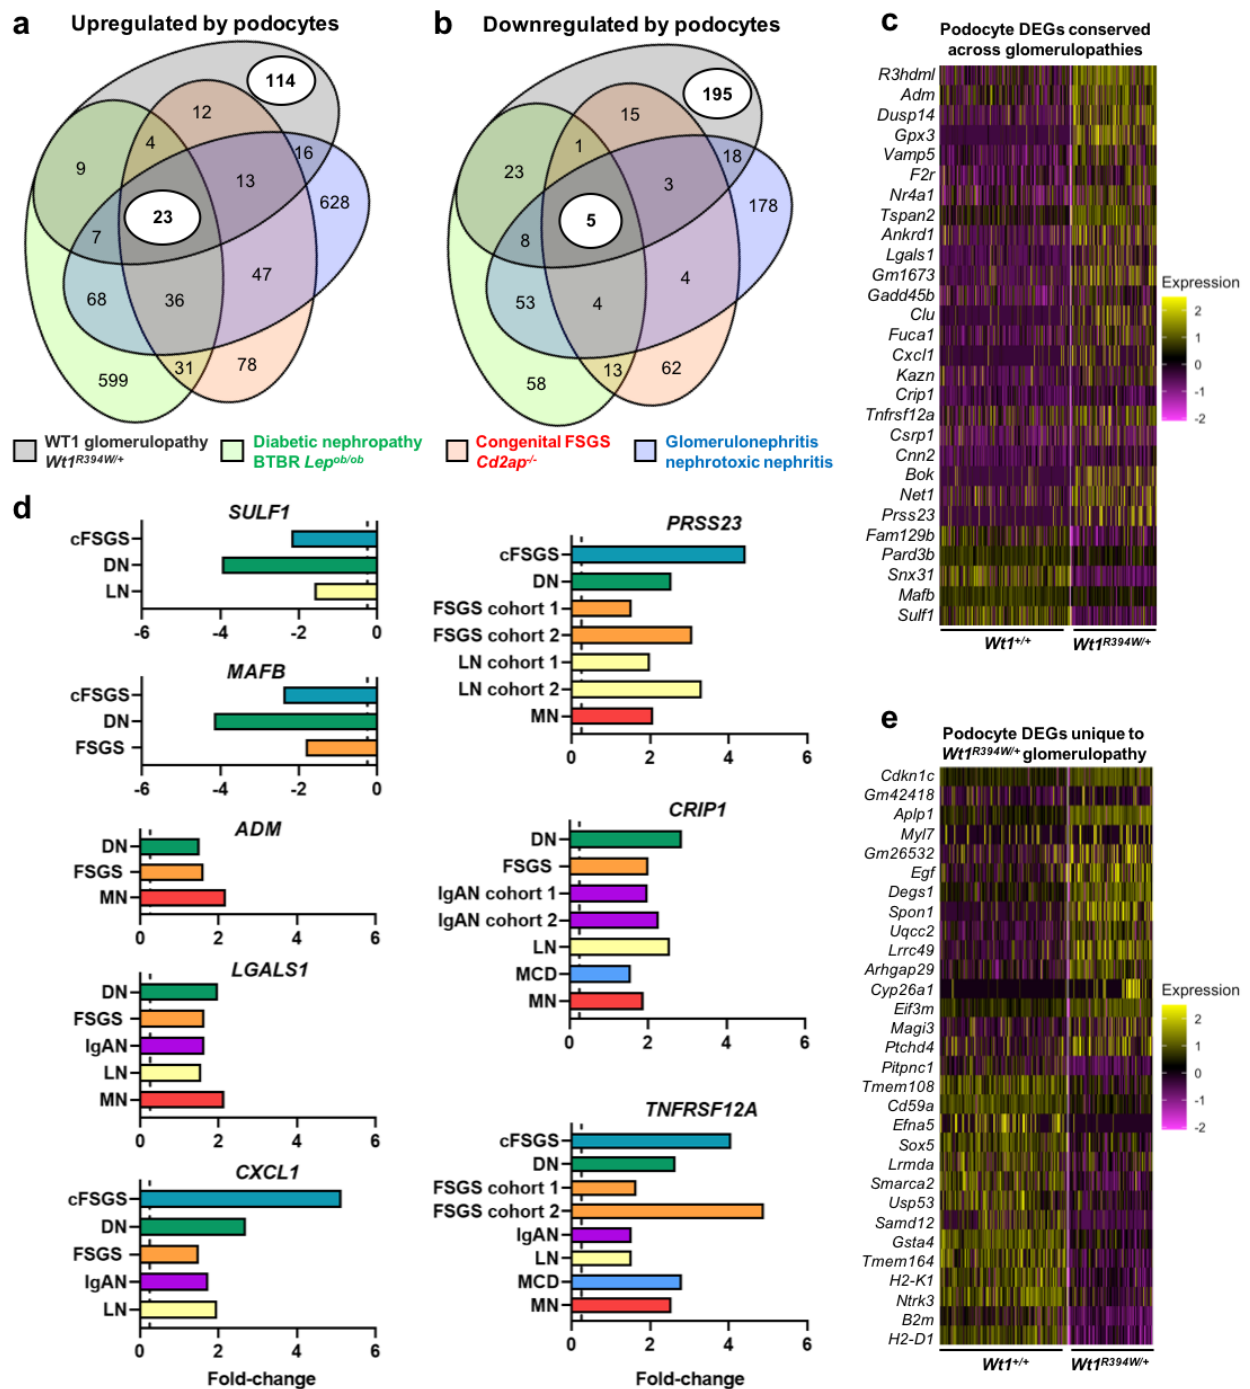 a
Upregulated by podocytes
114
12
4
9
16
13
628
23
7
47
68
36
31
78
599
b
Downregulated by podocytes
195
15
1
23
18
3
178
5
8
4
53
4
13
62
58
WT1 glomerulopathy
Wt1R394W/+
Diabetic nephropathy
BTBR Lepob/ob
Congenital FSGS
Cd2ap-/-
Glomerulonephritis
nephrotoxic nephritis
c
Podocyte DEGs conserved
across glomerulopathies
R3hdml
Adm
Dusp14
Gpx3
Vamp5
F2r
Nr4a1
Tspan2
Ankrd1
Lgals1
Gm1673
Gadd45b
Clu
Fuca1
Cxcl1
Kazn
Crip1
Tnfrsf12a
Csrp1
Cnn2
Bok
Net1
Prss23
Fam129b
Pard3b
Snx31
Mafb
Sulf1
Wt1+/+
Wt1R394W/+
Expression
2
1
0
-1
-2
d
SULF1
cFSGS
DN
LN
-6
-4
-2
0
MAFB
cFSGS
DN
FSGS
-6
-4
-2
0
ADM
DN
FSGS
MN
0
2
4
6
LGALS1
DN
FSGS
IgAN
LN
MN
0
2
4
6
CXCL1
cFSGS
DN
FSGS
IgAN
LN
0
2
4
6
Fold-change
PRSS23
cFSGS
DN
FSGS cohort 1
FSGS cohort 2
LN cohort 1
LN cohort 2
MN
0
2
4
6
CRIP1
DN
FSGS
IgAN cohort 1
IgAN cohort 2
LN
MCD
MN
0
2
4
6
TNFRSF12A
cFSGS
DN
FSGS cohort 1
FSGS cohort 2
IgAN
LN
MCD
MN
0
2
4
6
Fold-change
e
Podocyte DEGs unique to
Wt1R394W/+ glomerulopathy
Cdkn1c
Gm42418
Aplp1
Myl7
Gm26532
Egf
Degs1
Spon1
Uqcc2
Lrrc49
Arhgap29
Cyp26a1
Eif3m
Magi3
Ptchd4
Pitpnc1
Tmem108
Cd59a
Efna5
Sox5
Lrmda
Smarca2
Usp53
Samd12
Gsta4
Tmem164
H2-K1
Ntrk3
B2m
H2-D1
Wt1+/+
Wt1R394W/+
Expression
2
1
0
-1
-2